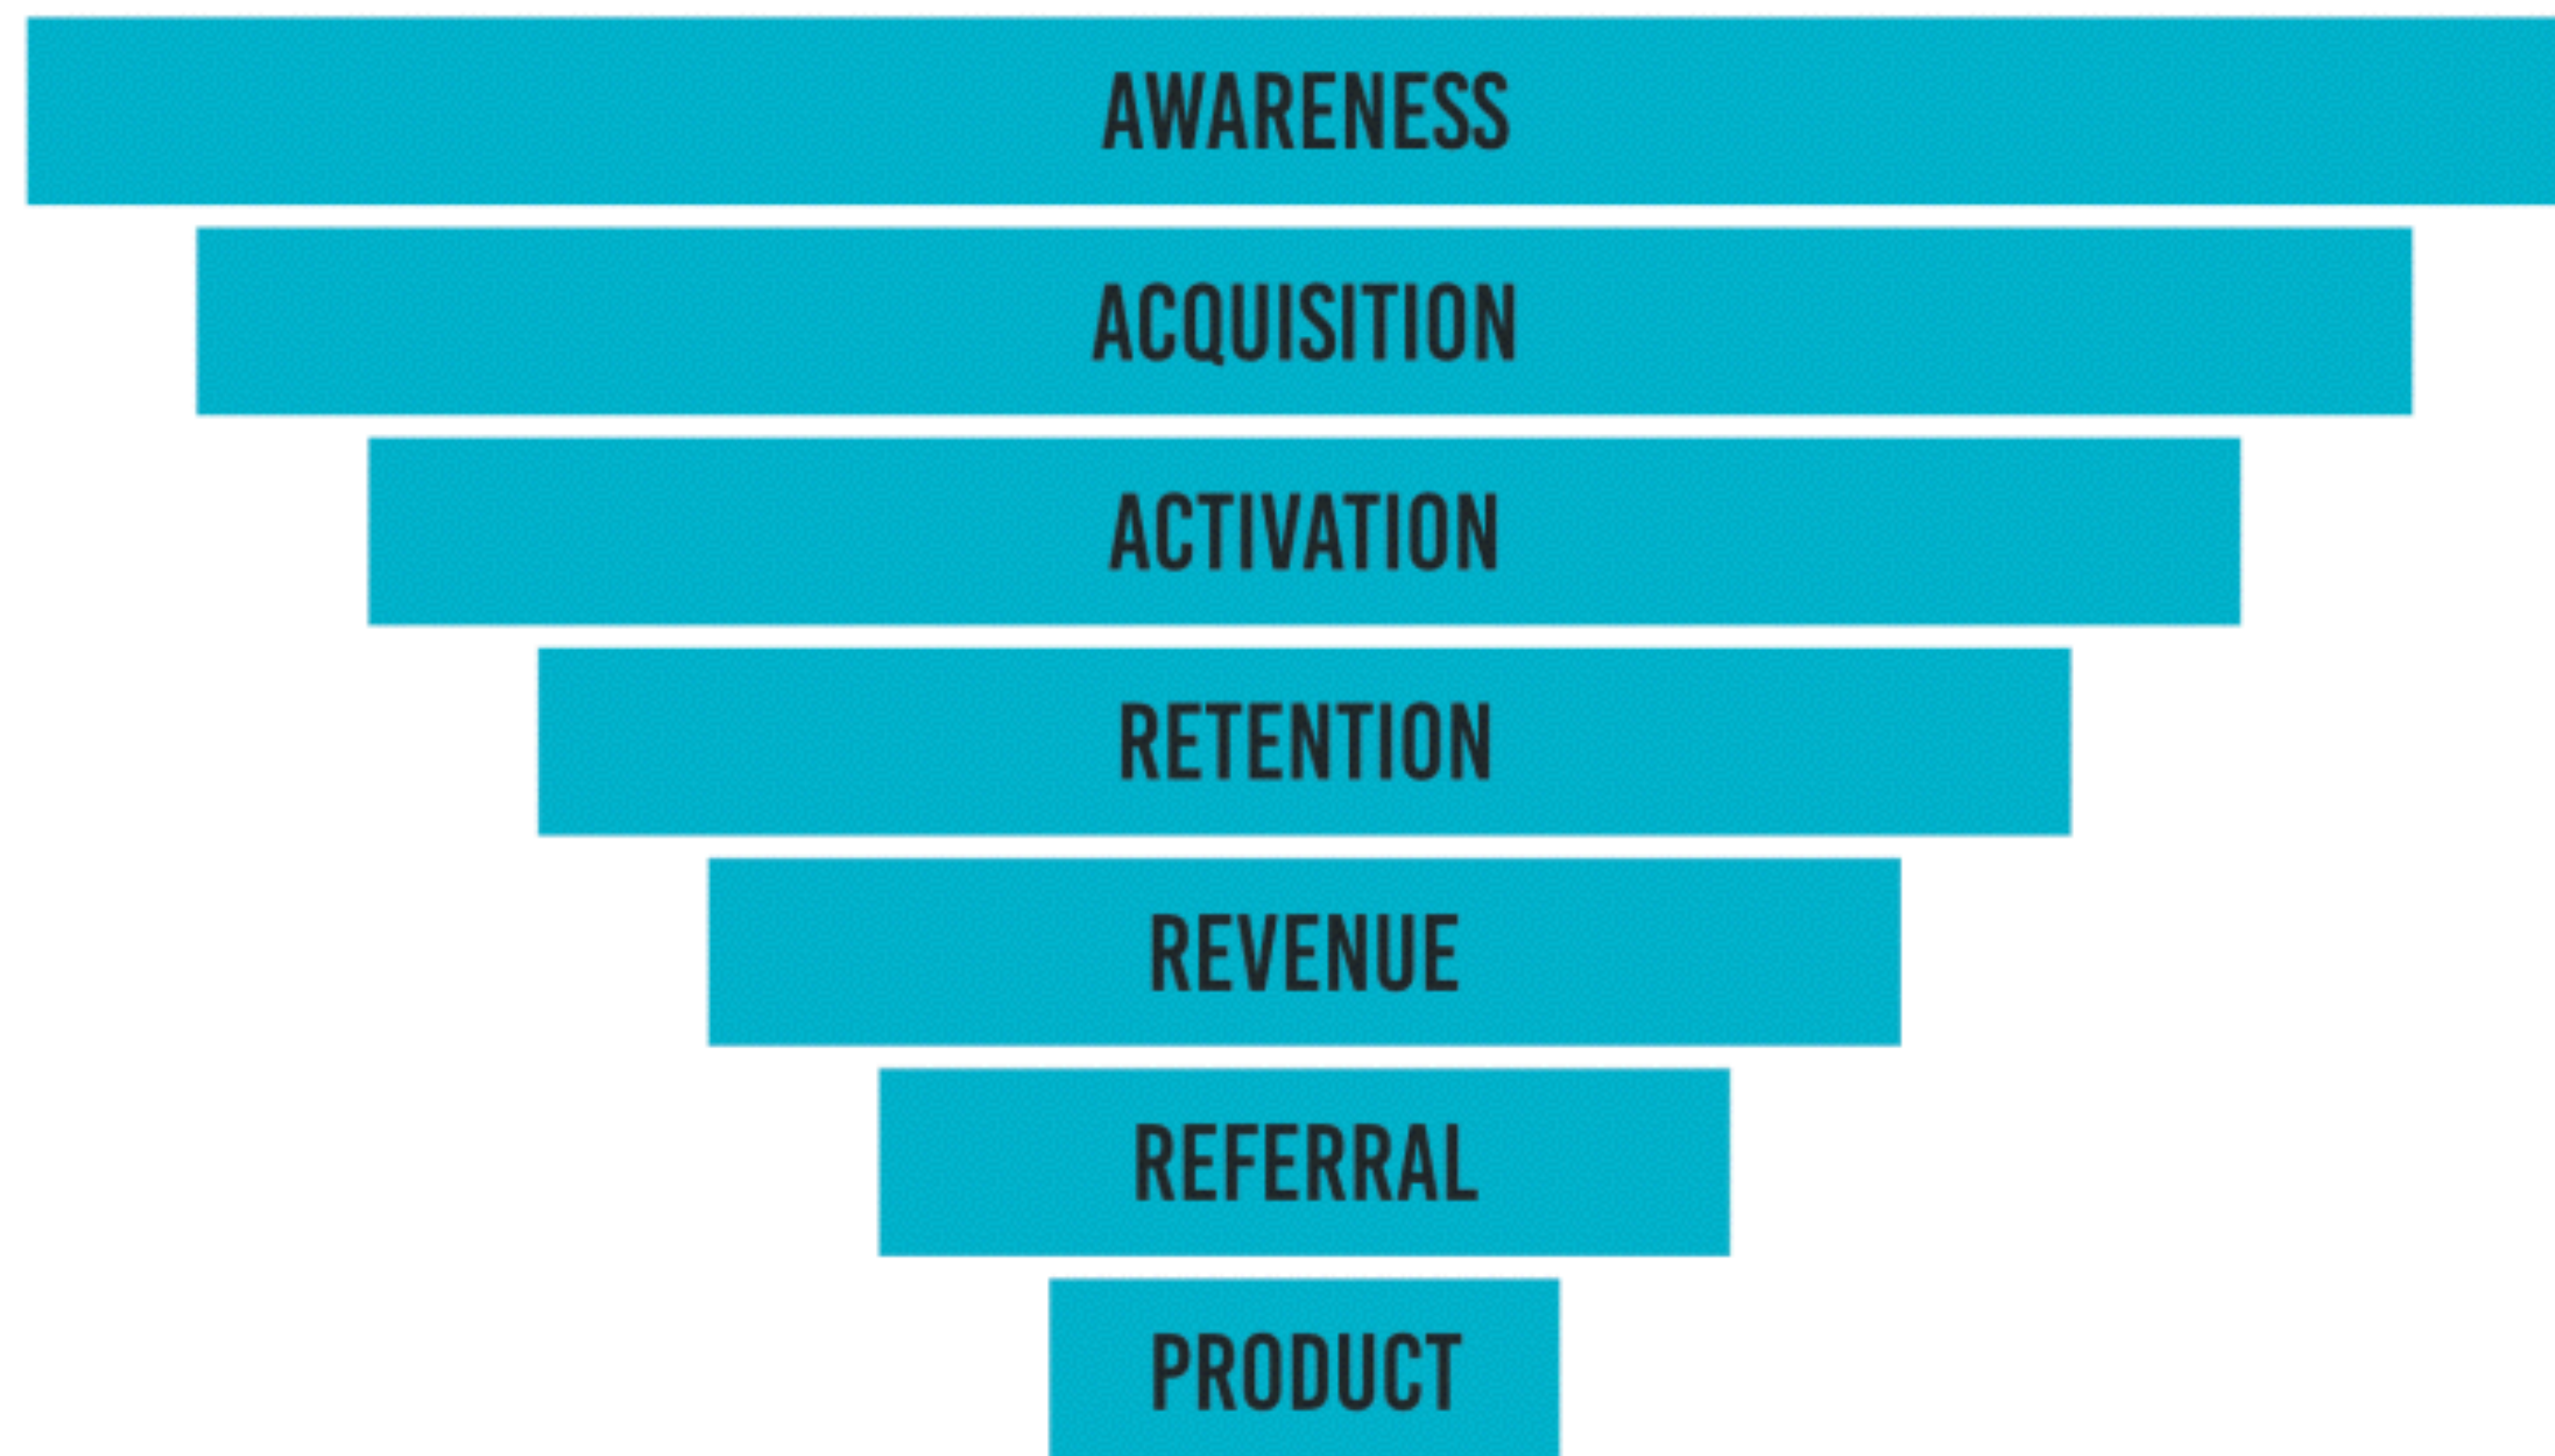 AWARENESS
ACQUISITION
ACTIVATION
RETENTION
REVENUE
REFERRAL
PRODUCT